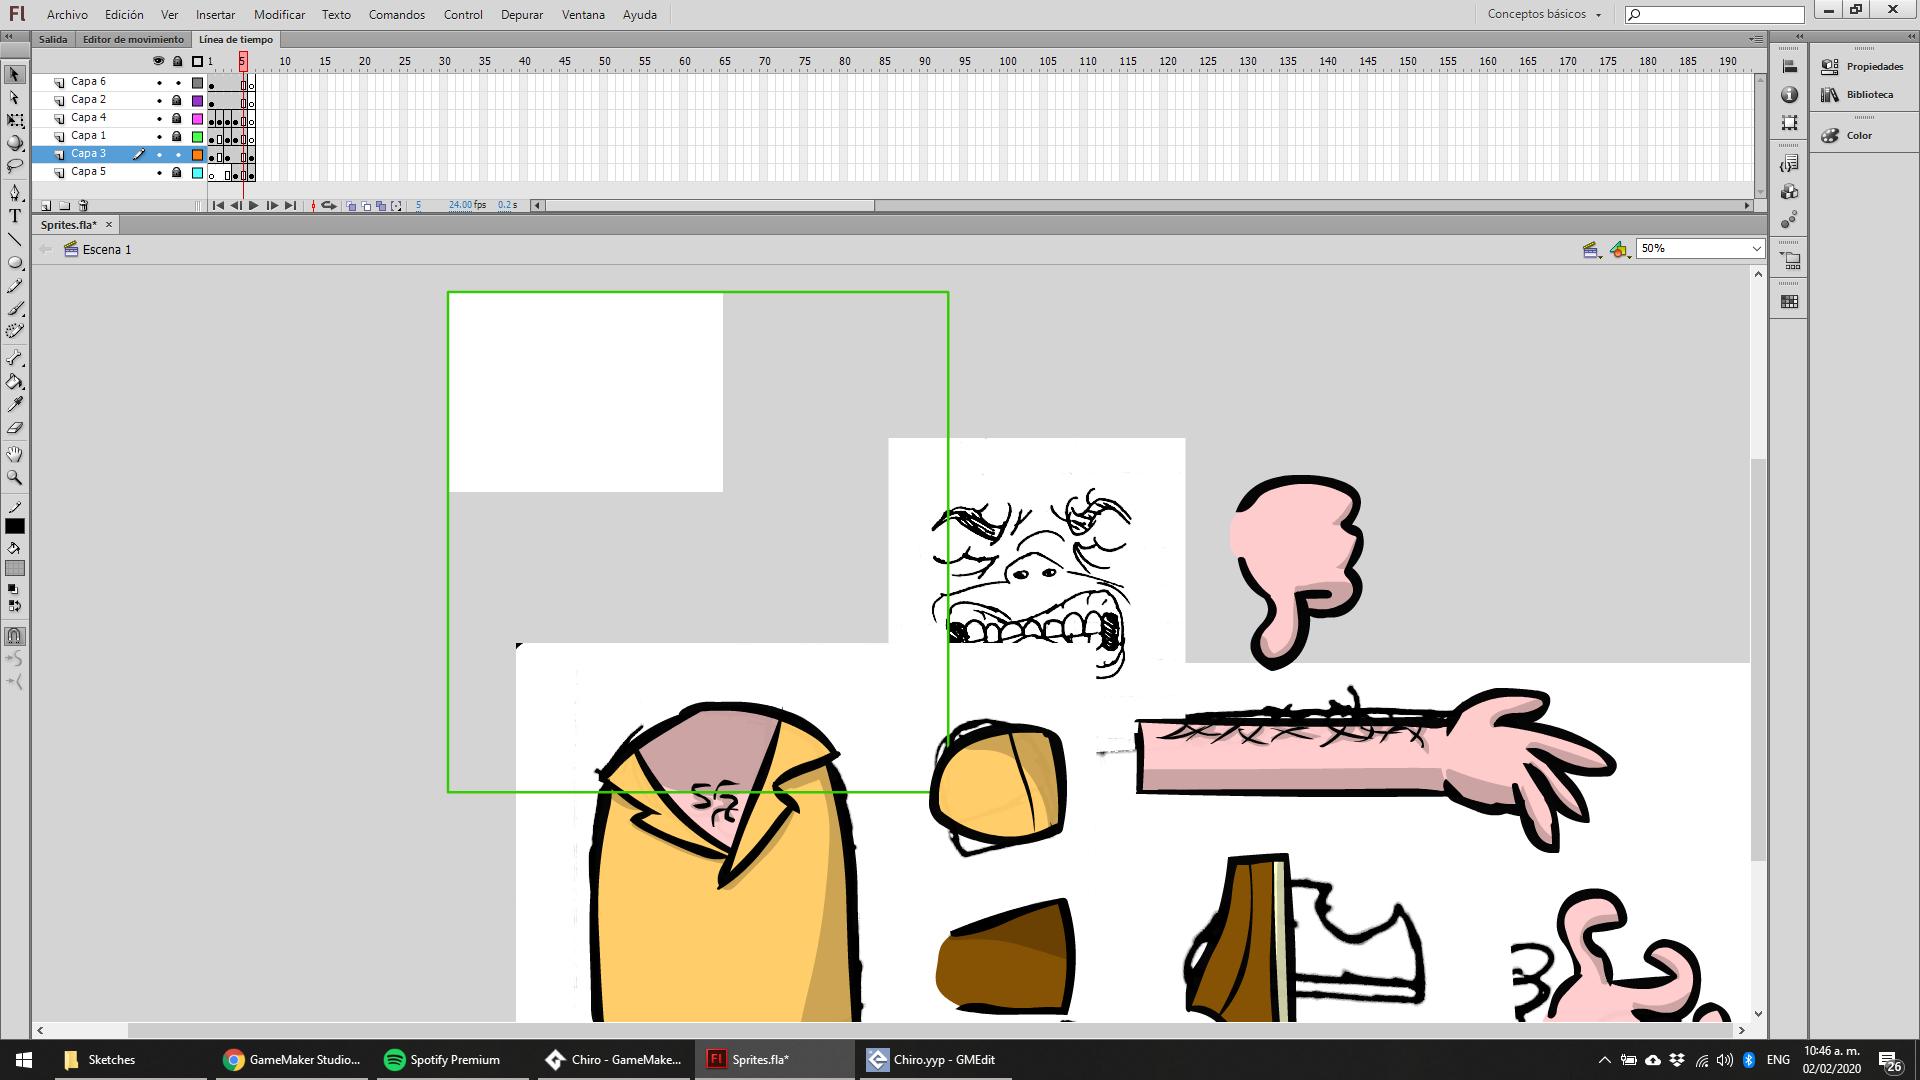 Fl Archivo Edición Ver Insertar Modificar Texto Comandos Control Depurar Ventana Ayuda Conceptos básicos
Salida Editor de movimiento Línea de tiempo
1 5 10 15 20 25 30 35 40 45 50 55 60 65 70 75 80 85 90 95 100 105 110 115 120 125 130 135 140 145 150 155 160 165 170 175 180 185 190
Capa 6
Capa 2
Capa 4
Capa 1
Capa 3
Capa 5
5 24.00 fps 0.2 s
Propiedades
Biblioteca
Color
Sprites.fla*
Escena 1
50%
Sketches
GameMaker Studio...
Spotify Premium
Chiro - GameMake...
Fl Sprites.fla*
Chiro.yyp - GMEdit
ENG
10:46 a. m.
02/02/2020
26